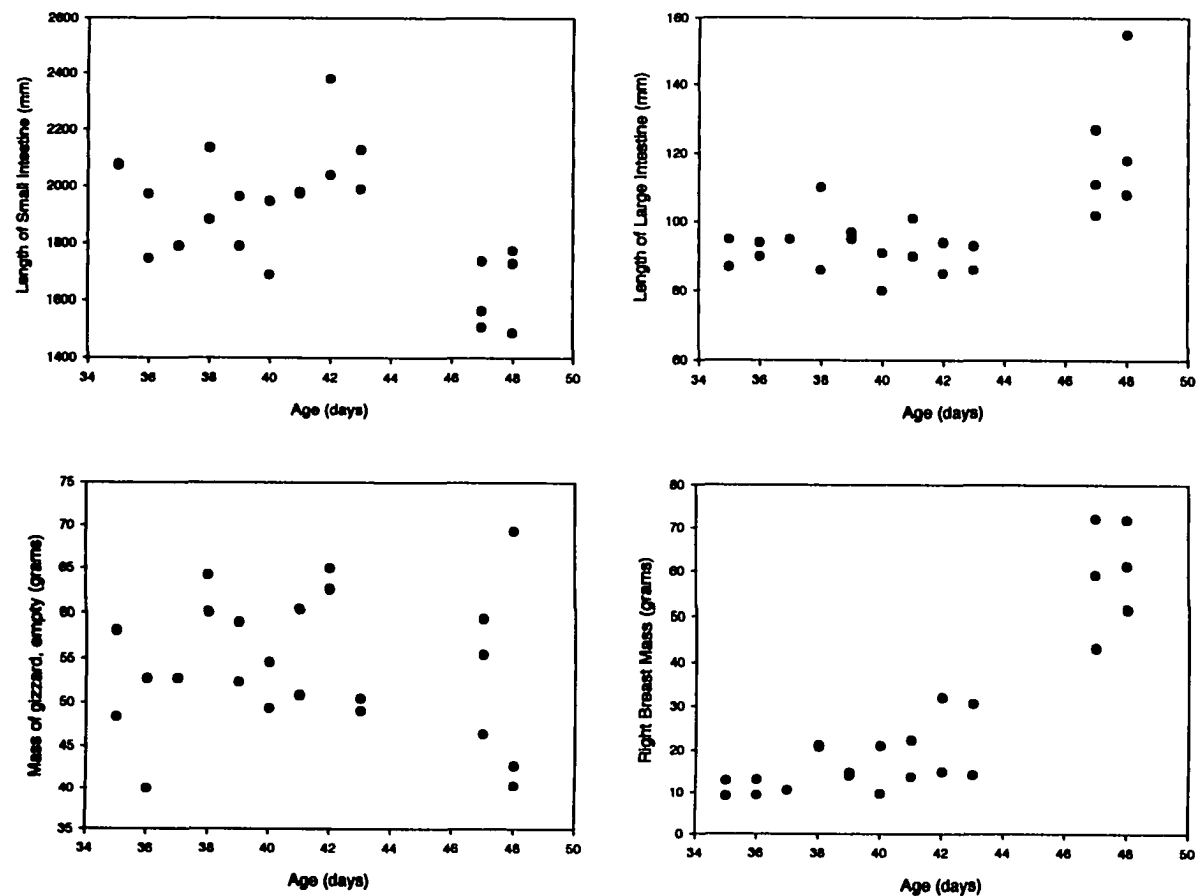 Length of Small Intestine (mm)
2600
2400
2200
2000
1800
1600
1400
34 36 38 40 42 44 46 48 50
Age (days)
Length of Large Intestine (mm)
160
140
120
100
80
60
34 36 38 40 42 44 46 48 50
Age (days)
Mass of gizzard, empty (grams)
75
70
65
60
55
50
45
40
35
34 36 38 40 42 44 46 48 50
Age (days)
Right Breast Mass (grams)
80
70
60
50
40
30
20
10
0
34 36 38 40 42 44 46 48 50
Age (days)